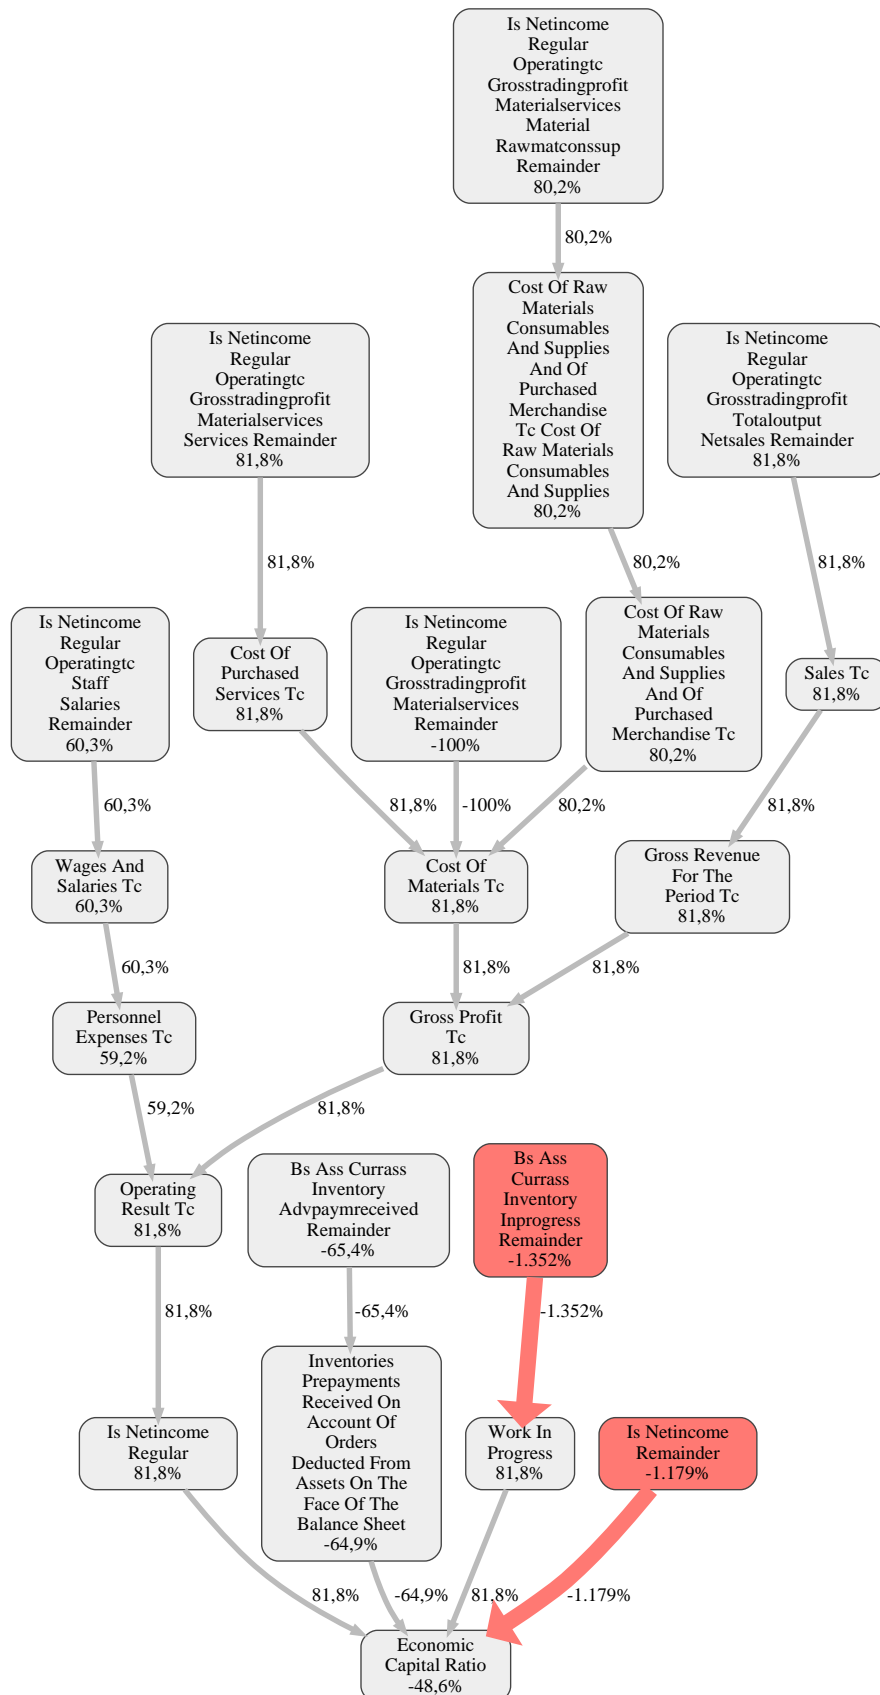 Is Netincome
Regular
Operatingtc
Grosstradingprofit
Materialservices
Material
Rawmatconssup
Remainder
80,2%
80,2%
Cost Of Raw
Materials
Consumables
And Supplies
And Of
Purchased
Merchandise
Tc Cost Of
Raw Materials
Consumables
And Supplies
80,2%
Is Netincome
Regular
Operatingtc
Grosstradingprofit
Materialservices
Services Remainder
81,8%
Is Netincome
Regular
Operatingtc
Grosstradingprofit
Totaloutput
Netsales Remainder
81,8%
81,8%
80,2%
81,8%
Is Netincome
Regular
Operatingtc
Staff
Salaries
Remainder
60,3%
Cost Of
Purchased
Services Tc
81,8%
Is Netincome
Regular
Operatingtc
Grosstradingprofit
Materialservices
Remainder
-100%
Cost Of Raw
Materials
Consumables
And Supplies
And Of
Purchased
Merchandise Tc
80,2%
Sales Tc
81,8%
60,3%
81,8%
-100%
80,2%
81,8%
Wages And
Salaries Tc
60,3%
Cost Of
Materials Tc
81,8%
Gross Revenue
For The
Period Tc
81,8%
60,3%
81,8%
81,8%
Personnel
Expenses Tc
59,2%
Gross Profit
Tc
81,8%
59,2%
81,8%
Operating
Result Tc
81,8%
Bs Ass Currass
Inventory
Advpaymreceived
Remainder
-65,4%
Bs Ass
Currass
Inventory
Inprogress
Remainder
-1.352%
81,8%
-65,4%
-1.352%
Is Netincome
Regular
81,8%
Inventories
Prepayments
Received On
Account Of
Orders
Deducted From
Assets On The
Face Of The
Balance Sheet
-64,9%
Work In
Progress
81,8%
Is Netincome
Remainder
-1.179%
81,8%
-64,9%
81,8%
-1.179%
Economic
Capital Ratio
-48,6%